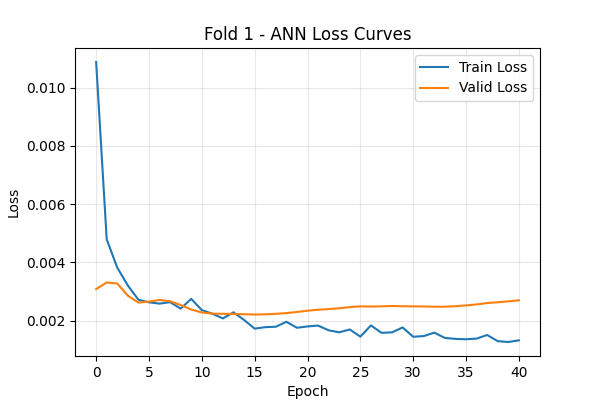 Fold 1 - ANN Loss Curves
Train Loss
Valid Loss
0.010
0.008
0.006
0.004
0.002
Loss
0 5 10 15 20 25 30 35 40
Epoch